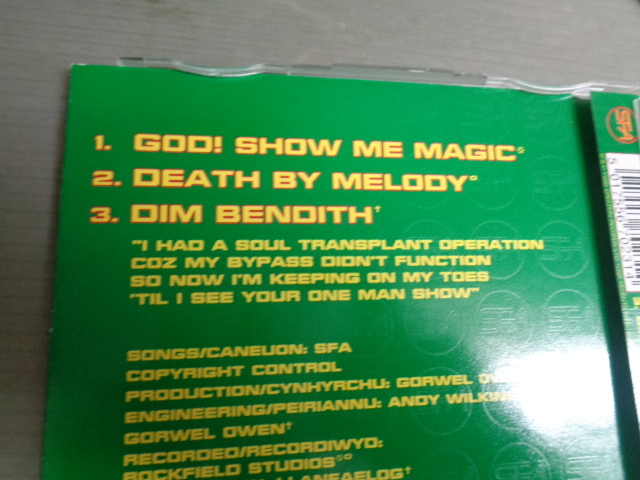 1. GOD! SHOW ME MAGIC
2. DEATH BY MELODY°
3. DIM BENDITH†
"I HAD A SOUL TRANSPLANT OPERATION
COZ MY BYPASS DIDN'T FUNCTION
SO NOW I'M KEEPING ON MY TOES
"TIL I SEE YOUR ONE MAN SHOW"
SONGS/CANEUON: SFA
COPYRIGHT CONTROL
PRODUCTION/CYNHYRCHU: GORWEL
ENGINEERING/PEIRIANNU: ANDY
GORWEL OWEN†
RECORDED/RECORDIWYD:
ROCKFIELD STUDIOS
LLANFAELOG†
SFA